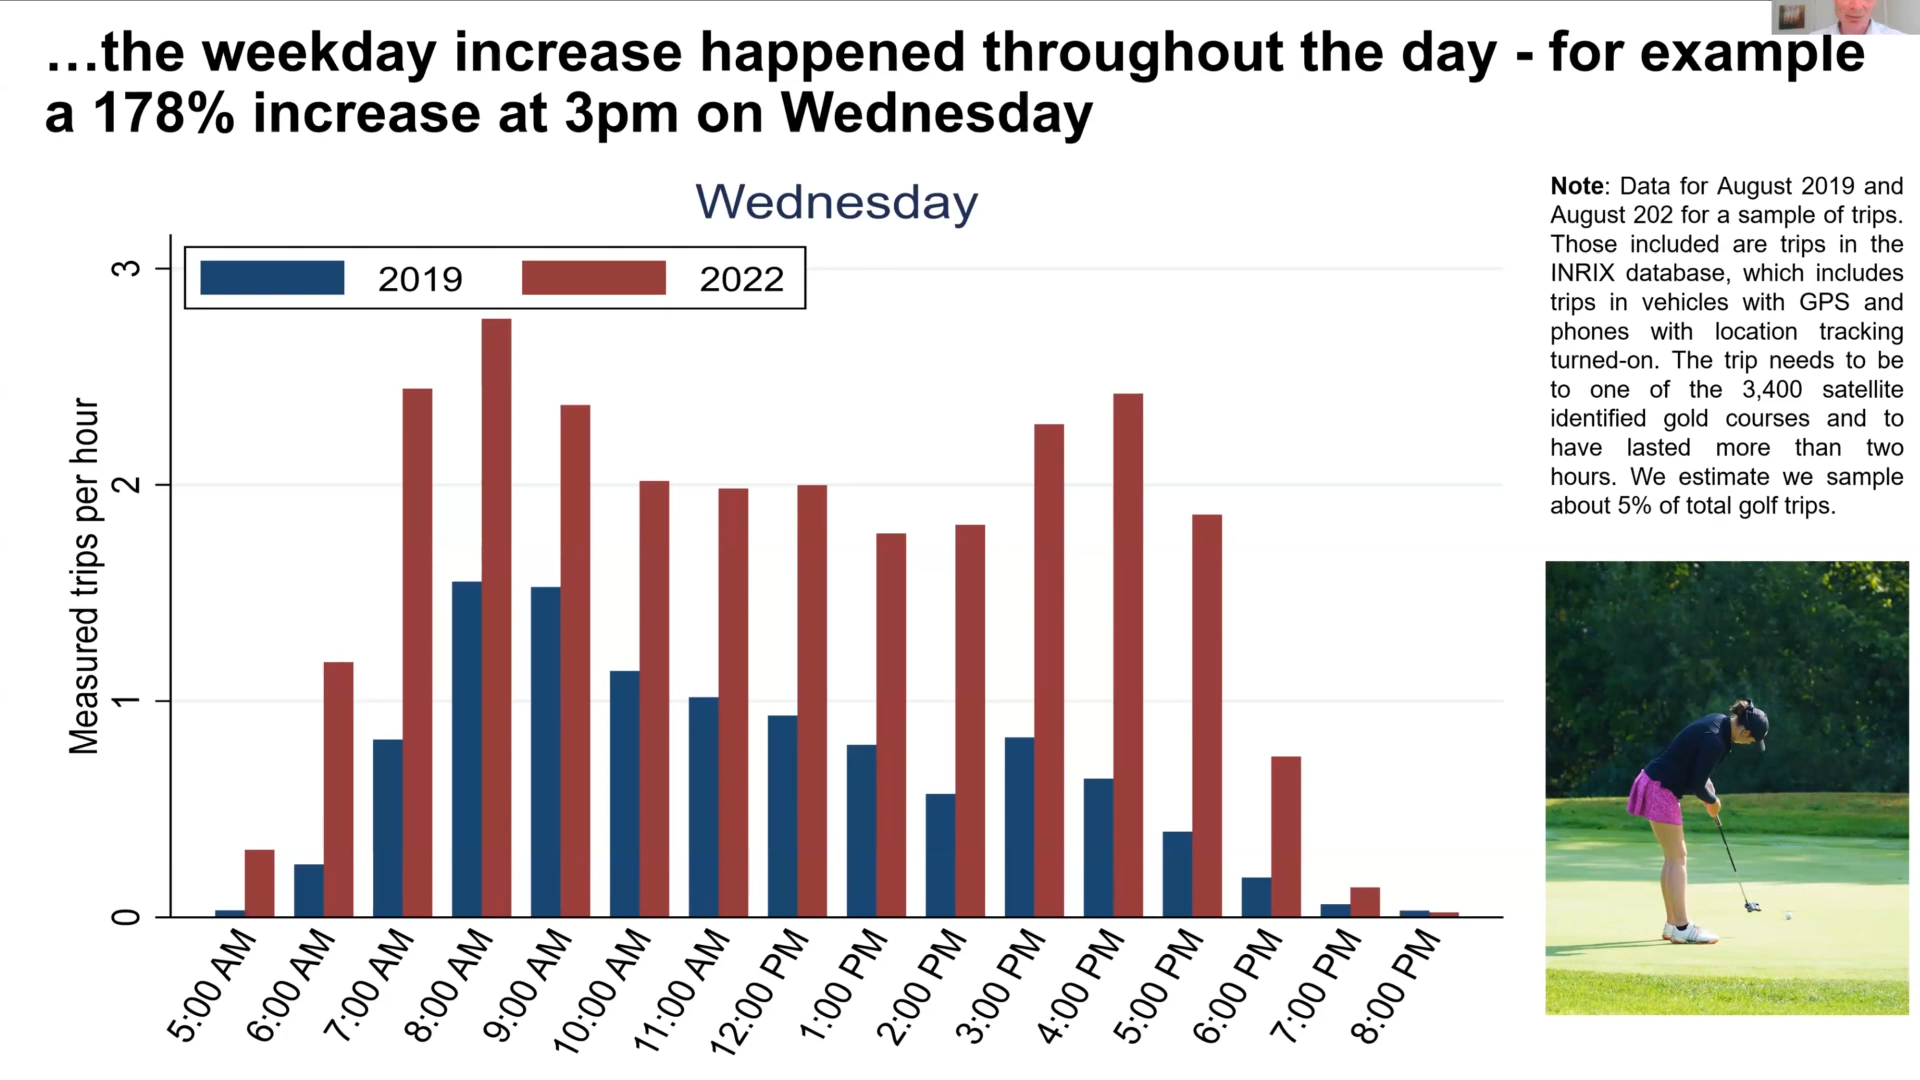 …the weekday increase happened throughout the day - for example
a 178% increase at 3pm on Wednesday
Wednesday
2019 2022
Measured trips per hour
3
2
1
0
5:00 AM 6:00 AM 7:00 AM 8:00 AM 9:00 AM 10:00 AM 11:00 AM 12:00 PM 1:00 PM 2:00 PM 3:00 PM 4:00 PM 5:00 PM 6:00 PM 7:00 PM 8:00 PM
Note: Data for August 2019 and
August 202 for a sample of trips.
Those included are trips in the
INRIX database, which includes
trips in vehicles with GPS and
phones with location tracking
turned-on. The trip needs to be
to one of the 3,400 satellite
identified gold courses and to
have lasted more than two
hours. We estimate we sample
about 5% of total golf trips.